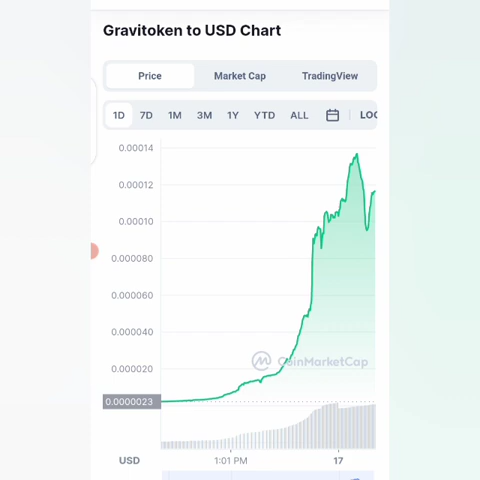 Gravitoken to USD Chart
Price Market Cap TradingView
1D 7D 1M 3M 1Y YTD ALL LOG
0.00014
0.00012
0.00010
0.000080
0.000060
0.000040
CoinMarketCap
0.000020
0.0000023
USD 1:01 PM 17